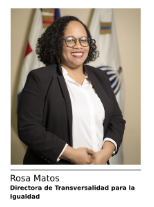 Rosa Matos
Directora de Transversalidad para la
Igualdad